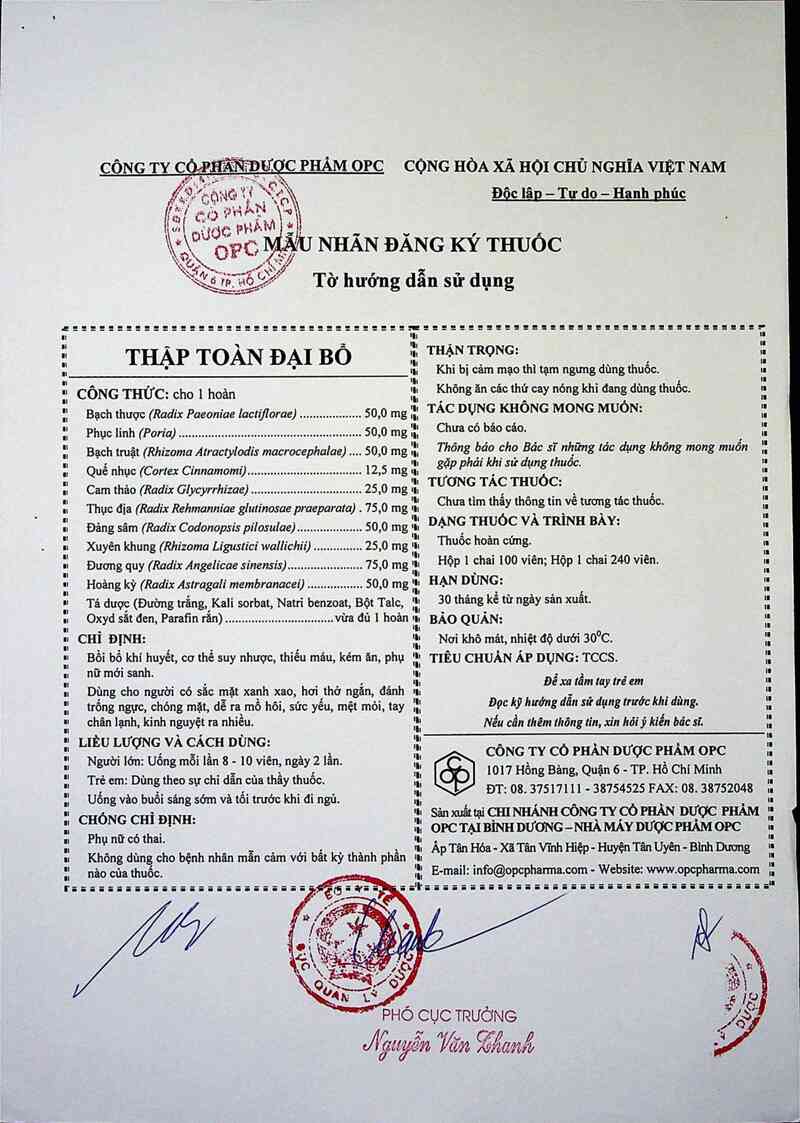 CÔNG TY CỔ PHẦN DƯỢC PHẨM OPC CỘNG HÒA XÃ HỘI CHỦ NGHĨA VIỆT NAM
Độc lập – Tự do – Hạnh phúc
CÔNG TY
CỔ PHẦN
DƯỢC PHẨM
OPC
QUẬN 6 TP. HỒ CHÍ MINH
MẪU NHÃN ĐĂNG KÝ THUỐC
Tờ hướng dẫn sử dụng
THẬP TOÀN ĐẠI BỔ
CÔNG THỨC: cho 1 hoàn
Bạch thược (Radix Paeoniae lactiflorae) ................... 50,0 mg
Phục linh (Poria) ........................................................ 50,0 mg
Bạch truật (Rhizoma Atractylodis macrocephalae) .... 50,0 mg
Quế nhục (Cortex Cinnamomi)................................... 12,5 mg
Cam thảo (Radix Glycyrrhizae) .................................. 25,0 mg
Thục địa (Radix Rehmanniae glutinosae praeparata) . 75,0 mg
Đảng sâm (Radix Codonopsis pilosulae).................... 50,0 mg
Xuyên khung (Rhizoma Ligustici wallichii) ............... 25,0 mg
Đương quy (Radix Angelicae sinensis)....................... 75,0 mg
Hoàng kỳ (Radix Astragali membranacei) ................. 50,0 mg
Tá dược (Đường trắng, Kali sorbat, Natri benzoat, Bột Talc,
Oxyd sắt đen, Parafin rắn) .................................vừa đủ 1 hoàn
CHỈ ĐỊNH:
Bồi bổ khí huyết, cơ thể suy nhược, thiếu máu, kém ăn, phụ
nữ mới sanh.
Dùng cho người có sắc mặt xanh xao, hơi thở ngắn, đánh
trống ngực, chóng mặt, dễ ra mồ hôi, sức yếu, mệt mỏi, tay
chân lạnh, kinh nguyệt ra nhiều.
LIỀU LƯỢNG VÀ CÁCH DÙNG:
Người lớn: Uống mỗi lần 8 - 10 viên, ngày 2 lần.
Trẻ em: Dùng theo sự chỉ dẫn của thầy thuốc.
Uống vào buổi sáng sớm và tối trước khi đi ngủ.
CHỐNG CHỈ ĐỊNH:
Phụ nữ có thai.
Không dùng cho bệnh nhân mẫn cảm với bất kỳ thành phần
nào của thuốc.
THẬN TRỌNG:
Khi bị cảm mạo thì tạm ngưng dùng thuốc.
Không ăn các thứ cay nóng khi đang dùng thuốc.
TÁC DỤNG KHÔNG MONG MUỐN:
Chưa có báo cáo.
Thông báo cho Bác sĩ những tác dụng không mong muốn
gặp phải khi sử dụng thuốc.
TƯƠNG TÁC THUỐC:
Chưa tìm thấy thông tin về tương tác thuốc.
DẠNG THUỐC VÀ TRÌNH BÀY:
Thuốc hoàn cứng.
Hộp 1 chai 100 viên; Hộp 1 chai 240 viên.
HẠN DÙNG:
30 tháng kể từ ngày sản xuất.
BẢO QUẢN:
Nơi khô mát, nhiệt độ dưới 30⁰C.
TIÊU CHUẨN ÁP DỤNG: TCCS.
Để xa tầm tay trẻ em
Đọc kỹ hướng dẫn sử dụng trước khi dùng.
Nếu cần thêm thông tin, xin hỏi ý kiến bác sĩ.
CÔNG TY CỔ PHẦN DƯỢC PHẨM OPC
1017 Hồng Bàng, Quận 6 - TP. Hồ Chí Minh
ĐT: 08. 37517111 - 38754525 FAX: 08. 38752048
Sản xuất tại CHI NHÁNH CÔNG TY CỔ PHẦN DƯỢC PHẨM
OPC TẠI BÌNH DƯƠNG – NHÀ MÁY DƯỢC PHẨM OPC
Ấp Tân Hóa - Xã Tân Vĩnh Hiệp - Huyện Tân Uyên - Bình Dương
E-mail: info@opcpharma.com - Website: www.opcpharma.com
BỘ Y TẾ
CỤC QUẢN LÝ DƯỢC
DƯỢC
PHÓ CỤC TRƯỞNG
Nguyễn Văn Thanh